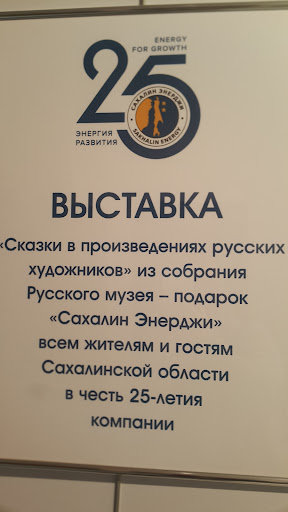 ENERGY
FOR GROWTH
25
САХАЛИН ЭНЕРДЖИ
SAKHALIN ENERGY
ЭНЕРГИЯ
РАЗВИТИЯ
ВЫСТАВКА
«Сказки в произведениях русских
художников» из собрания
Русского музея – подарок
«Сахалин Энерджи»
всем жителям и гостям
Сахалинской области
в честь 25-летия
компании